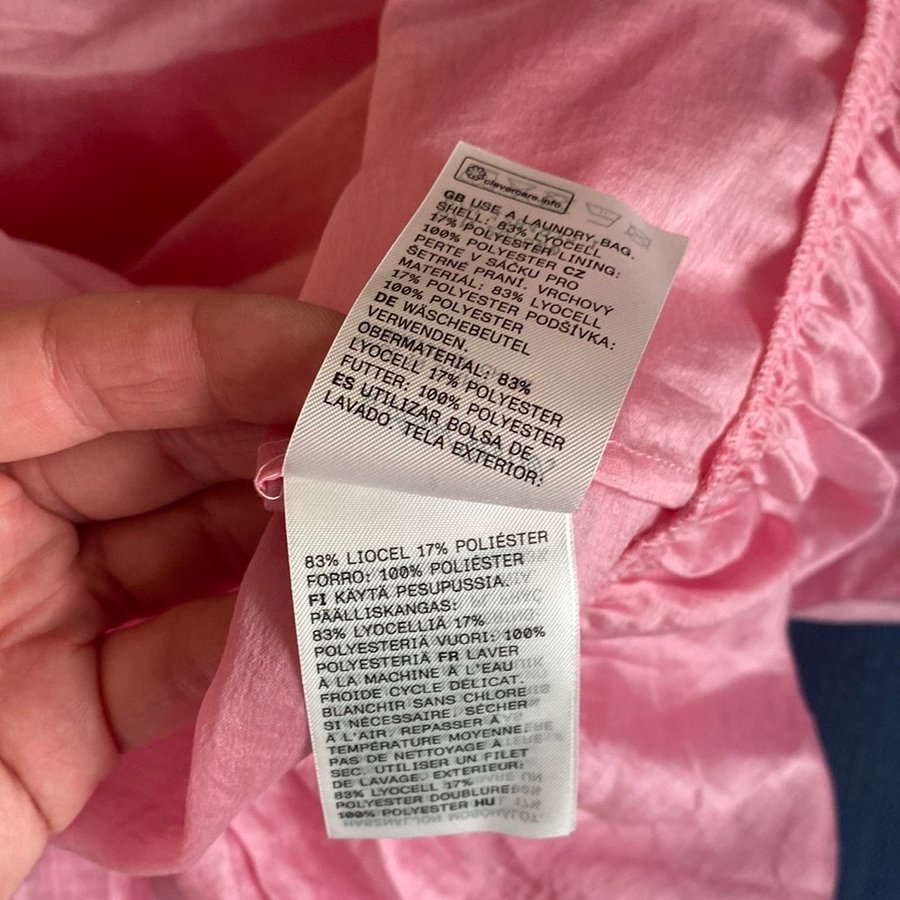 clevercare.info
GB USE A LAUNDRY BAG.
SHELL: 83% LYOCELL
17% POLYESTER LINING:
100% POLYESTER CZ
PERTE V SÁČKU PRO
ŠETRNÉ PRANÍ. VRCHOVÝ
MATERIÁL: 83% LYOCELL
17% POLYESTER PODŠÍVKA:
100% POLYESTER
DE WÄSCHEBEUTEL
VERWENDEN.
OBERMATERIAL: 83%
LYOCELL 17% POLYESTER
FUTTER: 100% POLYESTER
ES UTILIZAR BOLSA DE
LAVADO. TELA EXTERIOR:
83% LIOCEL 17% POLIÉSTER
FORRO: 100% POLIÉSTER
FI KÄYTÄ PESUPUSSIA.
PÄÄLLISKANGAS:
83% LYOCELLIÄ 17%
POLYESTERIÄ VUORI: 100%
POLYESTERIÄ FR LAVER
À LA MACHINE À L'EAU
FROIDE CYCLE DÉLICAT.
BLANCHIR SANS CHLORE
SI NÉCESSAIRE. SÉCHER
À L'AIR. REPASSER À
TEMPÉRATURE MOYENNE.
PAS DE NETTOYAGE À
SEC. UTILISER UN FILET
DE LAVAGE. EXTERIEUR:
83% LYOCELL 17%
POLYESTER DOUBLURE:
100% POLYESTER HU